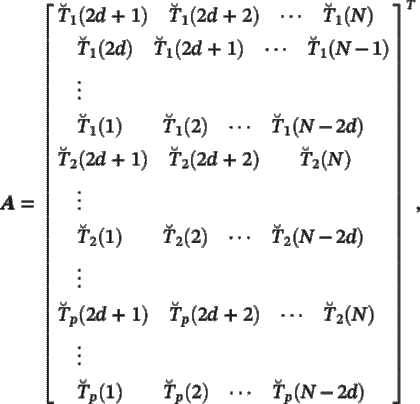 A = [ T̆₁(2d + 1) T̆₁(2d + 2) ⋯ T̆₁(N)
T̆₁(2d) T̆₁(2d + 1) ⋯ T̆₁(N − 1)
⋮
T̆₁(1) T̆₁(2) ⋯ T̆₁(N − 2d)
T̆₂(2d + 1) T̆₂(2d + 2) T̆₂(N)
⋮
T̆₂(1) T̆₂(2) ⋯ T̆₂(N − 2d)
⋮
T̆ₚ(2d + 1) T̆ₚ(2d + 2) ⋯ T̆₂(N)
⋮
T̆ₚ(1) T̆ₚ(2) ⋯ T̆ₚ(N − 2d) ]ᵀ ,